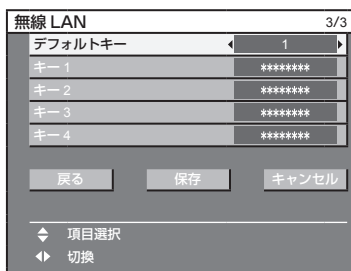 無線 LAN 3/3
デフォルトキー 1
キー 1 ********
キー 2 ********
キー 3 ********
キー 4 ********
戻る 保存 キャンセル
項目選択
切換